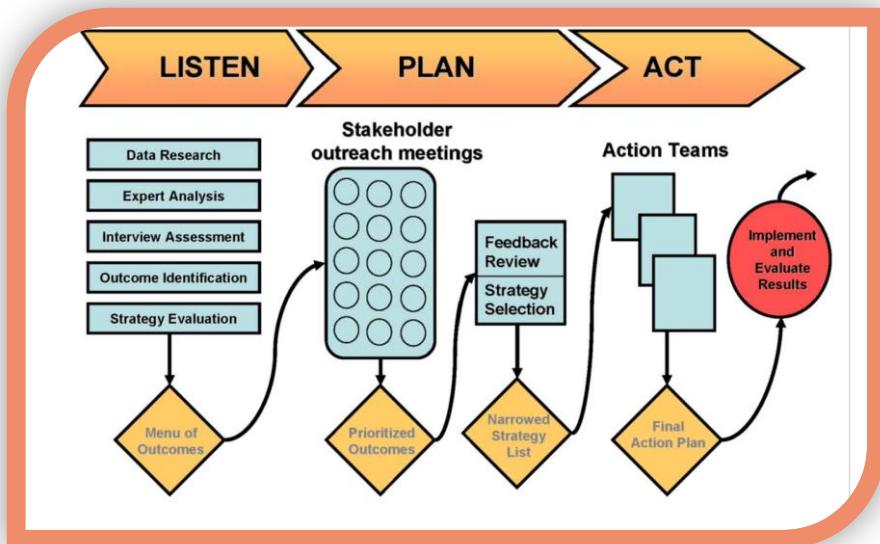 LISTEN
PLAN
ACT
Data Research
Expert Analysis
Interview Assessment
Outcome Identification
Strategy Evaluation
Menu of
Outcomes
Stakeholder
outreach meetings
Prioritized
Outcomes
Feedback
Review
Strategy
Selection
Narrowed
Strategy
List
Action Teams
Final
Action Plan
Implement
and
Evaluate
Results